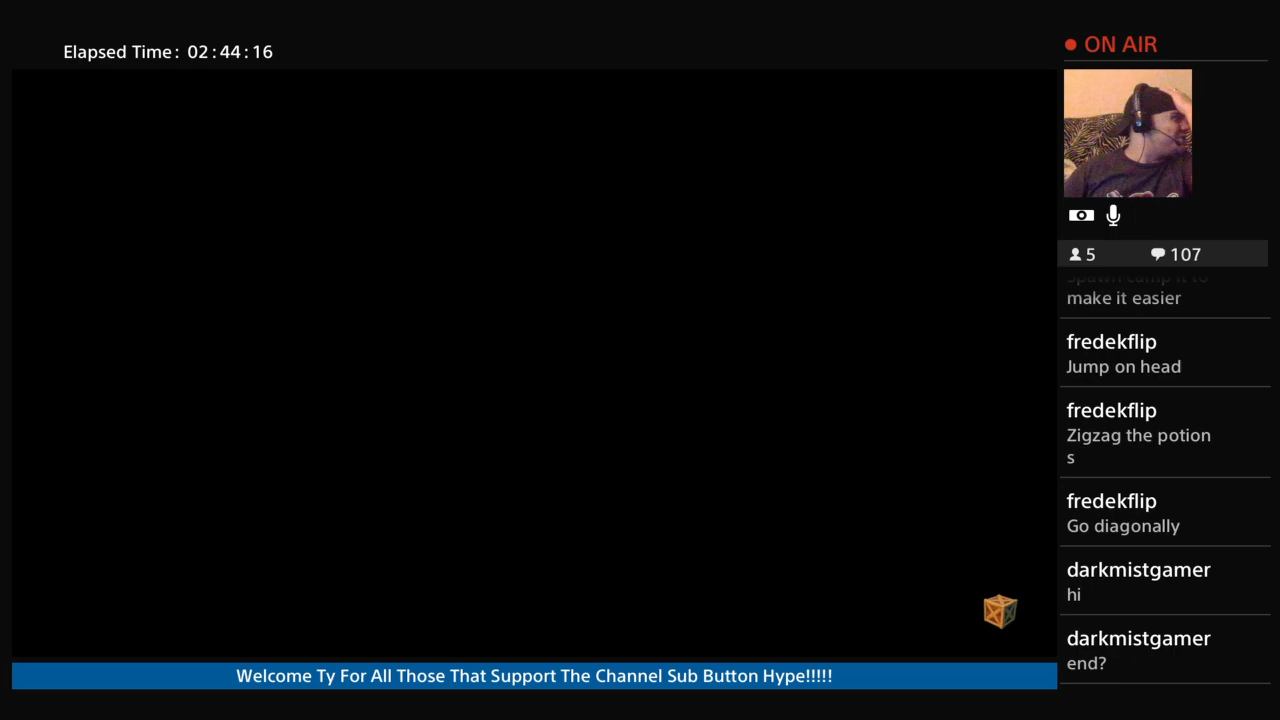 Elapsed Time: 02:44:16
ON AIR
5 107
make it easier
fredekflip
Jump on head
fredekflip
Zigzag the potion
s
fredekflip
Go diagonally
darkmistgamer
hi
darkmistgamer
end?
Welcome Ty For All Those That Support The Channel Sub Button Hype!!!!!